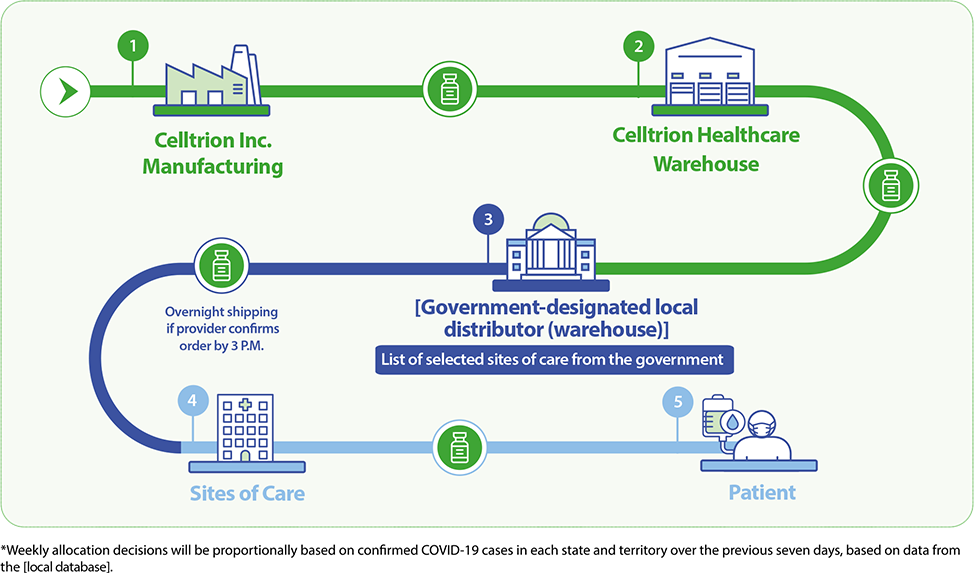 1
Celltrion Inc.
Manufacturing
2
Celltrion Healthcare
Warehouse
3
[Government-designated local
distributor (warehouse)]
List of selected sites of care from the government
Overnight shipping
if provider confirms
order by 3 P.M.
4
Sites of Care
5
Patient
*Weekly allocation decisions will be proportionally based on confirmed COVID-19 cases in each state and territory over the previous seven days, based on data from
the [local database].